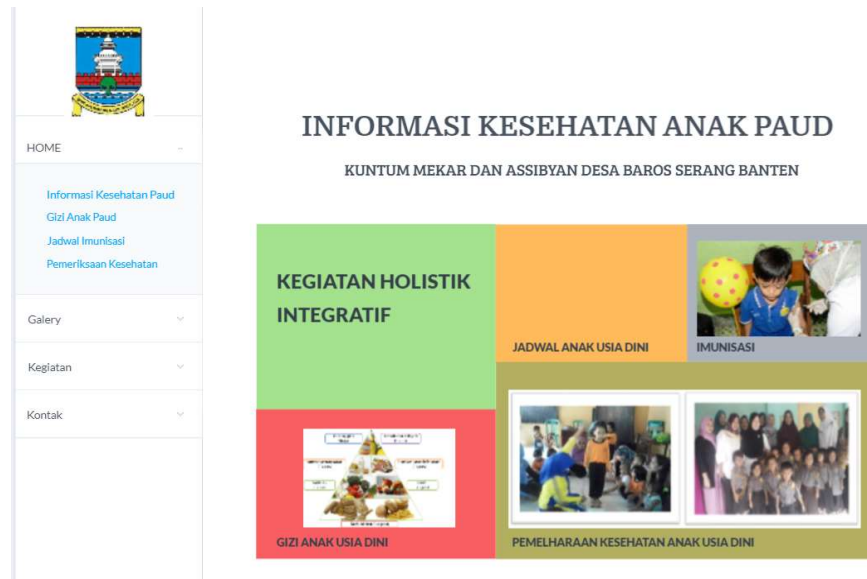 HOME
Informasi Kesehatan Paud
Gizi Anak Paud
Jadwal Imunisasi
Pemeriksaan Kesehatan
Galery
Kegiatan
Kontak
INFORMASI KESEHATAN ANAK PAUD
KUNTUM MEKAR DAN ASSIBYAN DESA BAROS SERANG BANTEN
KEGIATAN HOLISTIK
INTEGRATIF
JADWAL ANAK USIA DINI
IMUNISASI
GIZI ANAK USIA DINI
PEMELHARAAN KESEHATAN ANAK USIA DINI